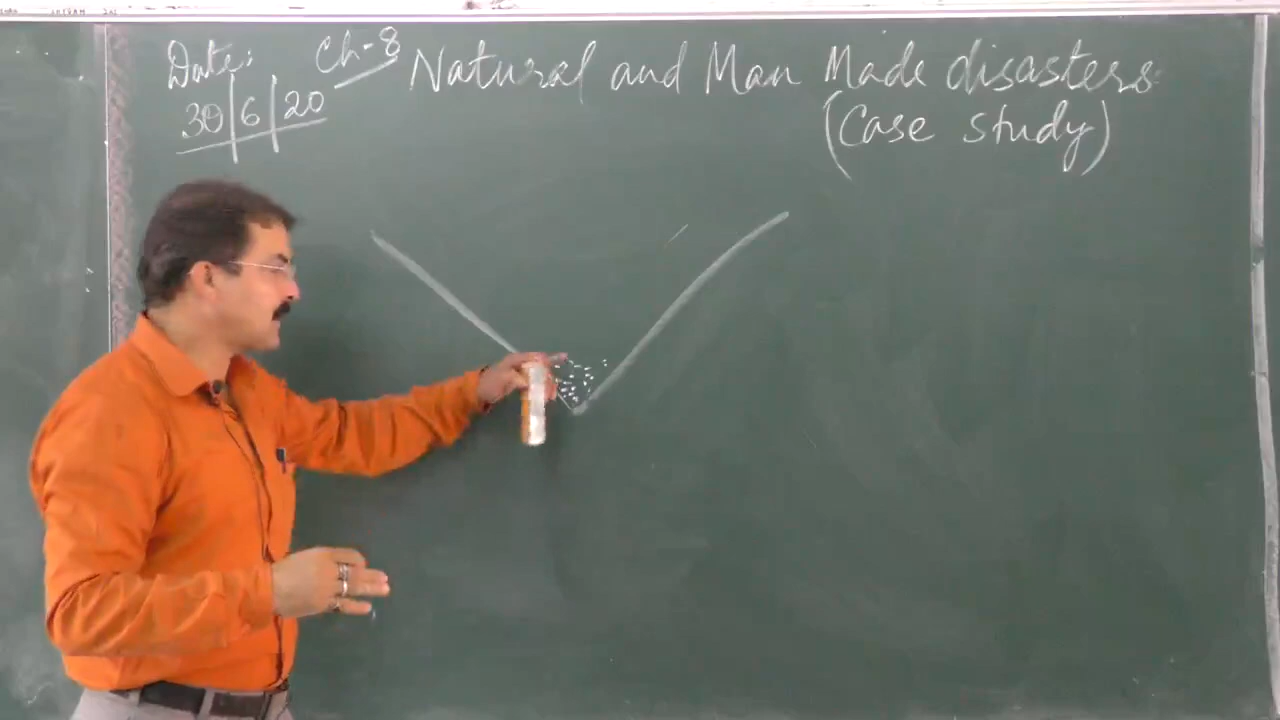 Date: Ch-8 Natural and Man Made disasters
30|6|20 (Case study)